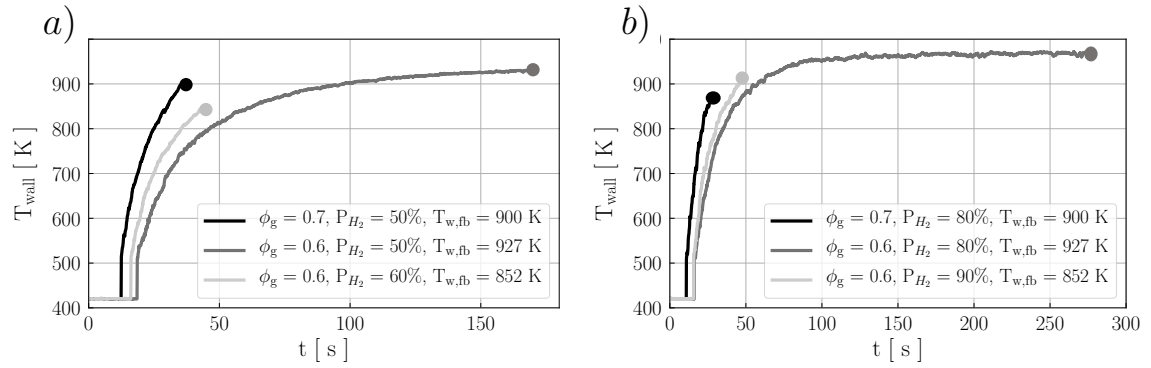 a)
T_wall [ K ]
900
800
700
600
500
400
0 50 100 150
t [ s ]
ϕ_g = 0.7, P_H₂ = 50%, T_w,fb = 900 K
ϕ_g = 0.6, P_H₂ = 50%, T_w,fb = 927 K
ϕ_g = 0.6, P_H₂ = 60%, T_w,fb = 852 K
b)
T_wall [ K ]
900
800
700
600
500
400
0 50 100 150 200 250 300
t [ s ]
ϕ_g = 0.7, P_H₂ = 80%, T_w,fb = 900 K
ϕ_g = 0.6, P_H₂ = 80%, T_w,fb = 927 K
ϕ_g = 0.6, P_H₂ = 90%, T_w,fb = 852 K